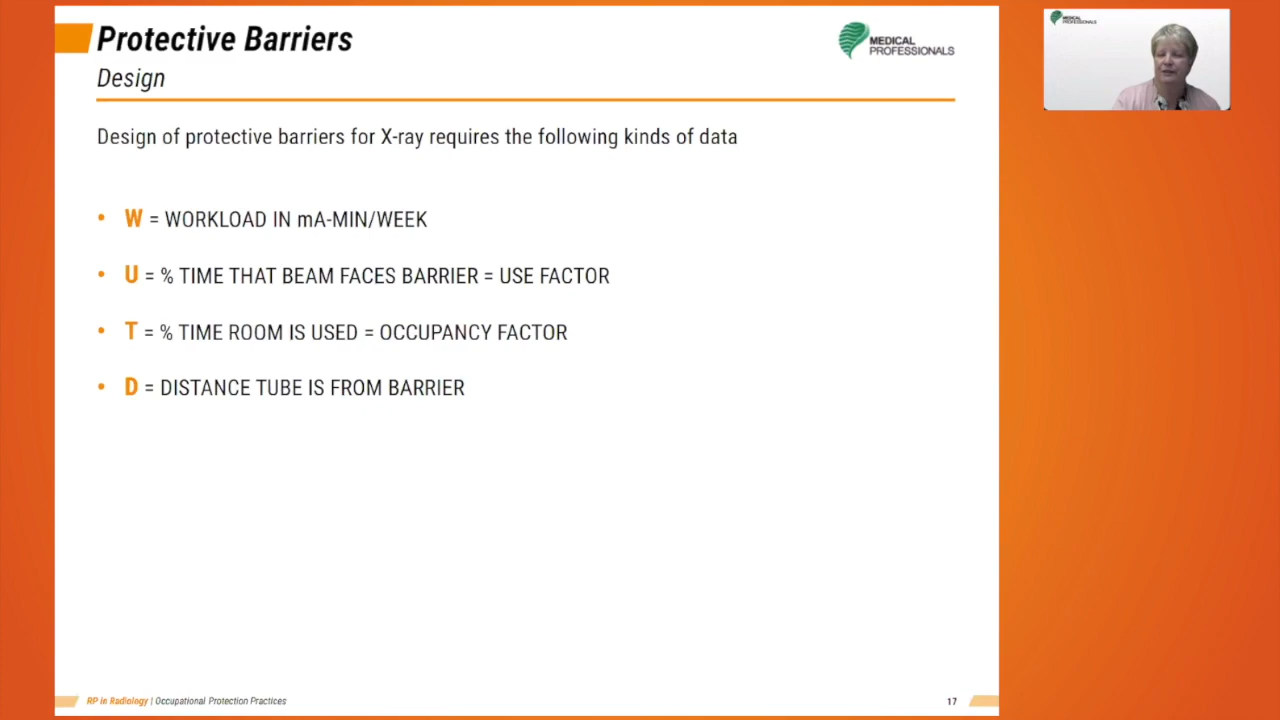 Protective Barriers
Design
MEDICAL
PROFESSIONALS
MEDICAL
PROFESSIONALS
Design of protective barriers for X-ray requires the following kinds of data
• W = WORKLOAD IN mA-MIN/WEEK
• U = % TIME THAT BEAM FACES BARRIER = USE FACTOR
• T = % TIME ROOM IS USED = OCCUPANCY FACTOR
• D = DISTANCE TUBE IS FROM BARRIER
RP in Radiology | Occupational Protection Practices
17